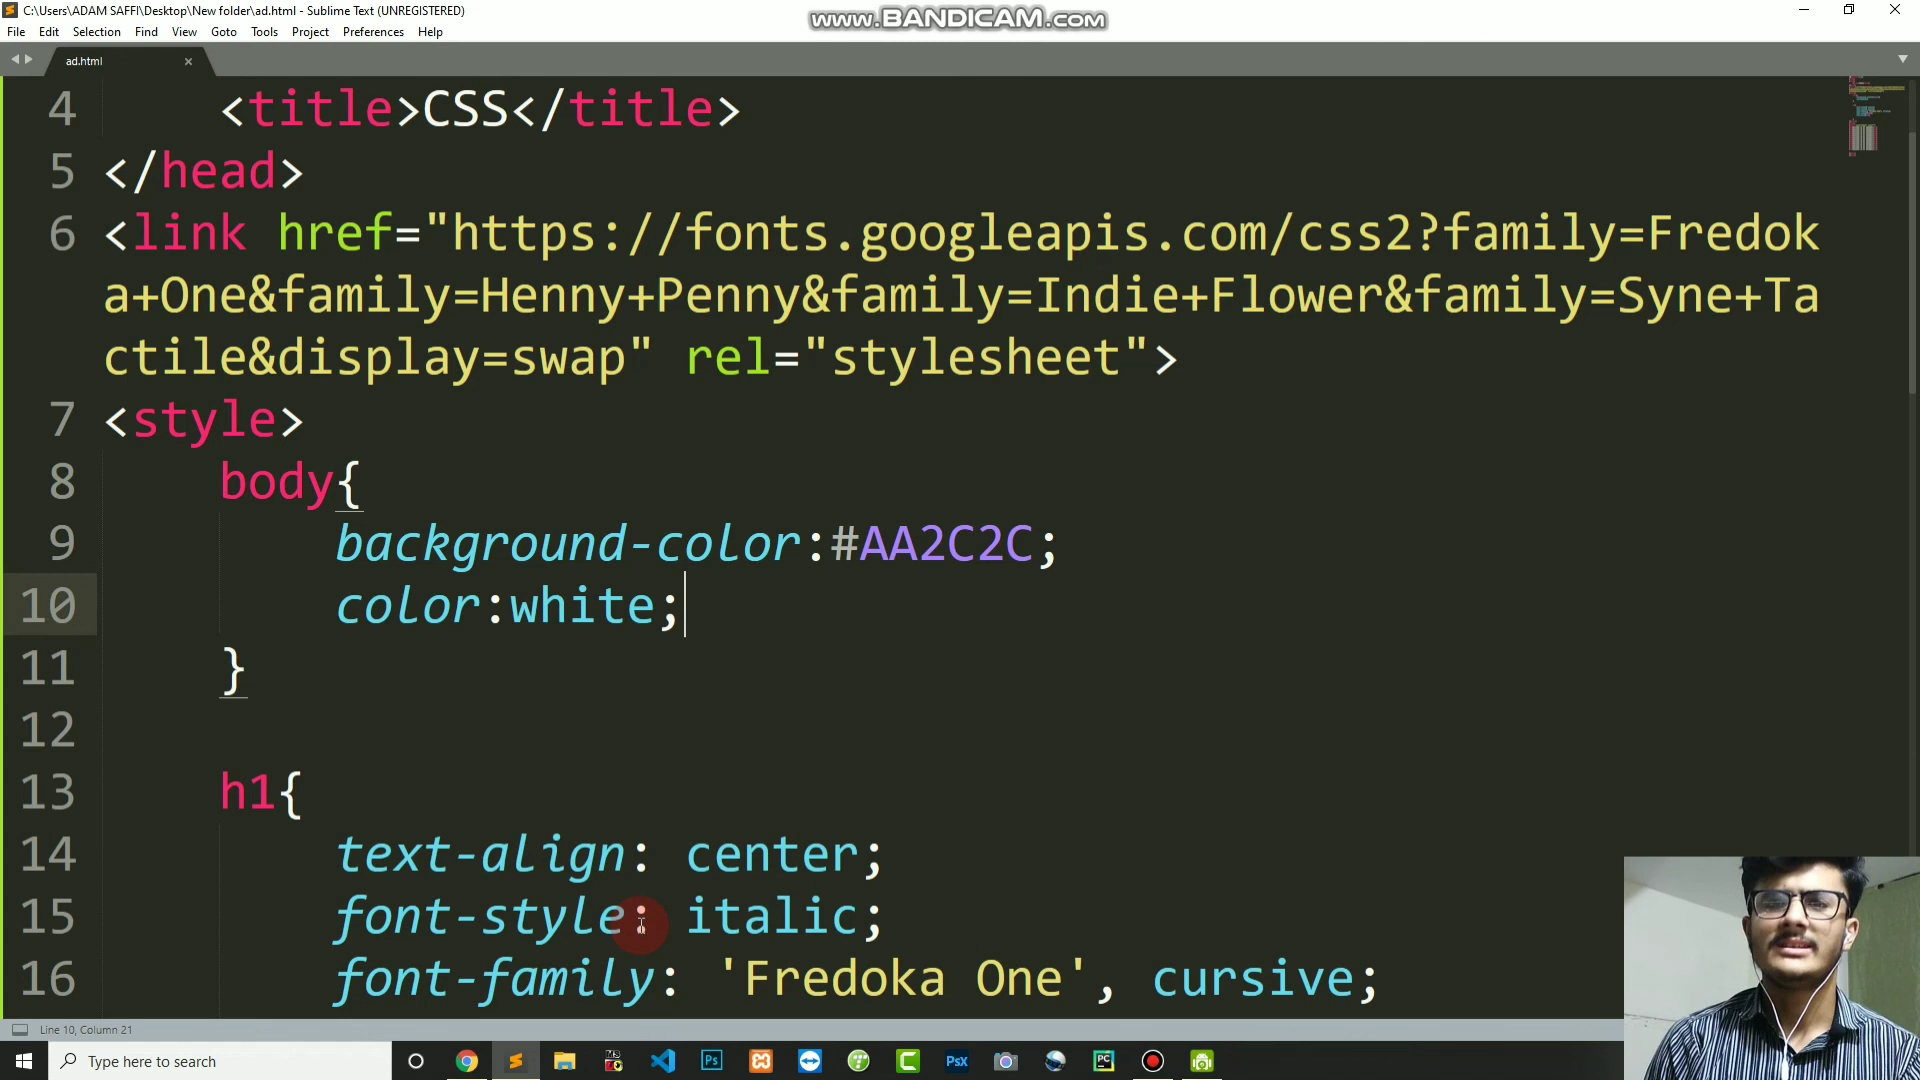 C:\Users\ADAM SAFFI\Desktop\New folder\ad.html - Sublime Text (UNREGISTERED)
www.BANDICAM.com
File Edit Selection Find View Goto Tools Project Preferences Help
ad.html
4 <title>CSS</title>
5 </head>
6 <link href="https://fonts.googleapis.com/css2?family=Fredok
a+One&family=Henny+Penny&family=Indie+Flower&family=Syne+Ta
ctile&display=swap" rel="stylesheet">
7 <style>
8 body{
9 background-color:#AA2C2C;
10 color:white;
11 }
12
13 h1{
14 text-align: center;
15 font-style: italic;
16 font-family: 'Fredoka One', cursive;
Line 10, Column 21
Type here to search
Ps
PsX
PC